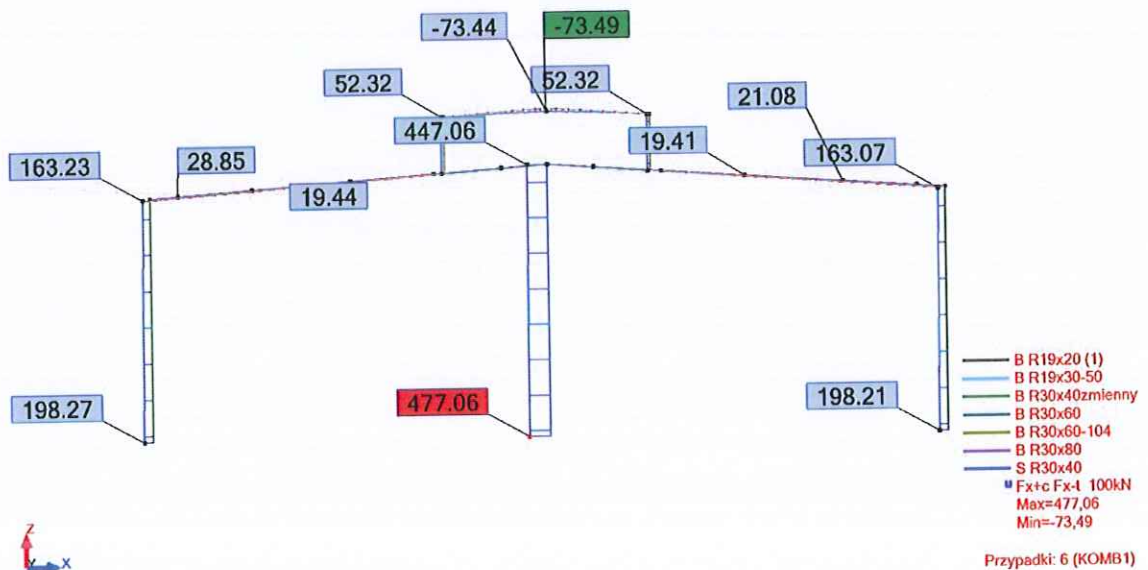 -73.44
-73.49
52.32
52.32
21.08
447.06
19.41
163.07
163.23
28.85
19.44
B R19x20 (1)
B R19x30-50
B R30x40zmienny
B R30x60
B R30x60-104
B R30x80
S R30x40
Fx+c Fx-t 100kN
Max=477,06
Min=-73,49
198.27
477.06
198.21
Z
Y
X
Przypadki: 6 (KOMB1)